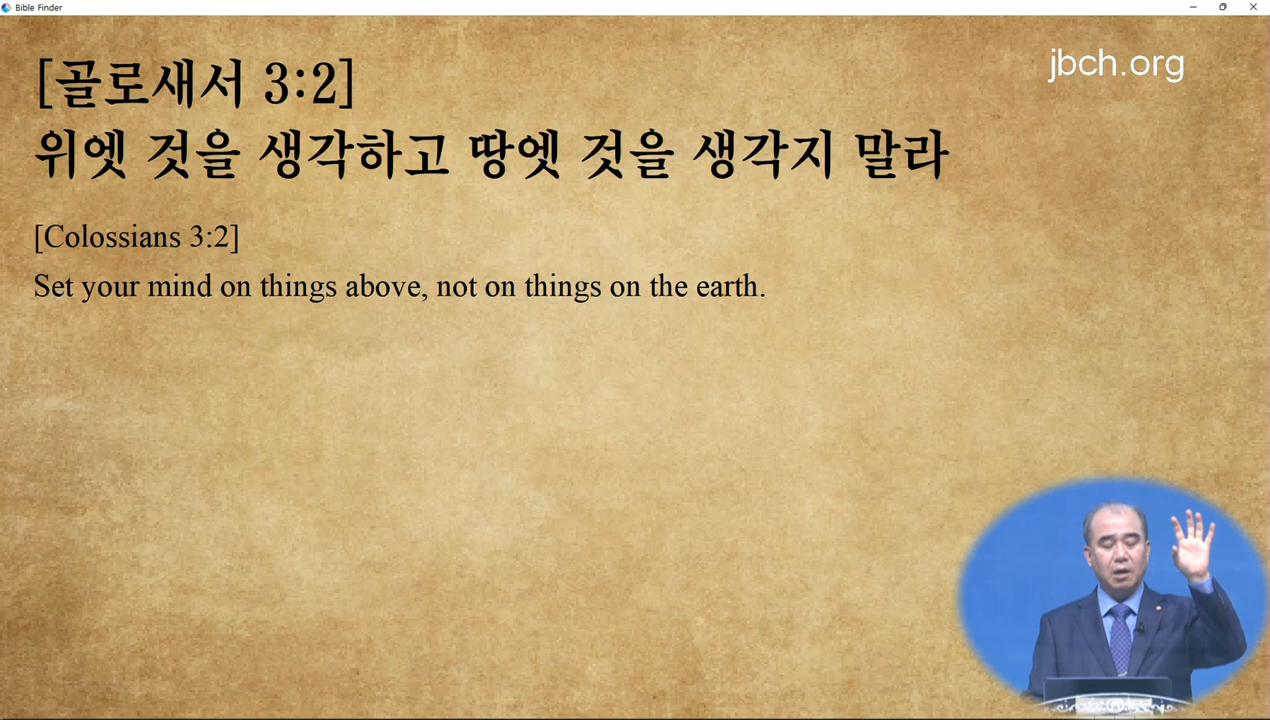 Bible Finder
jbch.org
[골로새서 3:2]
위엣 것을 생각하고 땅엣 것을 생각지 말라
[Colossians 3:2]
Set your mind on things above, not on things on the earth.